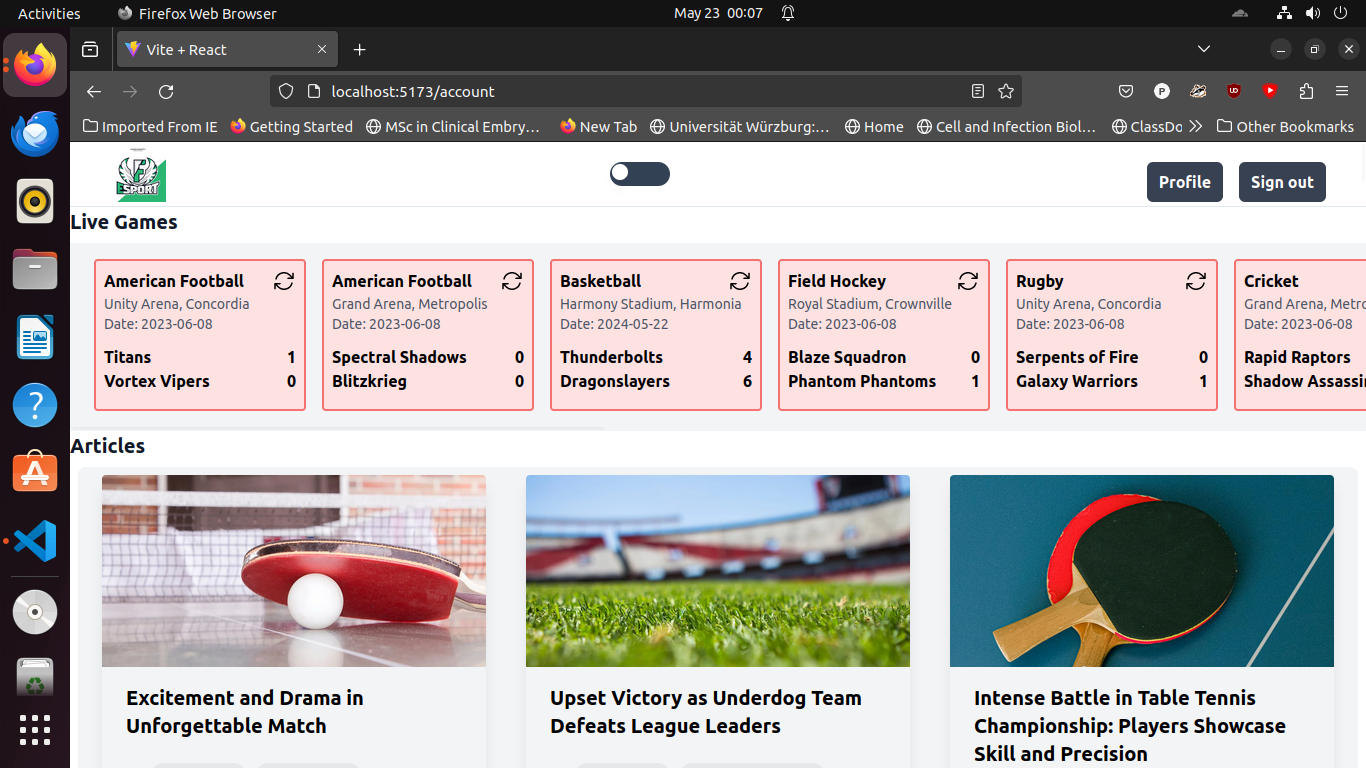 Activities
Firefox Web Browser
May 23 00:07
Vite + React
localhost:5173/account
Imported From IE
Getting Started
MSc in Clinical Embry…
New Tab
Universität Würzburg:…
Home
Cell and Infection Biol…
ClassDo
Other Bookmarks
ESPORT
Profile
Sign out
Live Games
American Football
Unity Arena, Concordia
Date: 2023-06-08
Titans 1
Vortex Vipers 0
American Football
Grand Arena, Metropolis
Date: 2023-06-08
Spectral Shadows 0
Blitzkrieg 0
Basketball
Harmony Stadium, Harmonia
Date: 2024-05-22
Thunderbolts 4
Dragonslayers 6
Field Hockey
Royal Stadium, Crownville
Date: 2023-06-08
Blaze Squadron 0
Phantom Phantoms 1
Rugby
Unity Arena, Concordia
Date: 2023-06-08
Serpents of Fire 0
Galaxy Warriors 1
Cricket
Grand Arena, Metro
Date: 2023-06-08
Rapid Raptors
Shadow Assassi
Articles
Excitement and Drama in
Unforgettable Match
Upset Victory as Underdog Team
Defeats League Leaders
Intense Battle in Table Tennis
Championship: Players Showcase
Skill and Precision